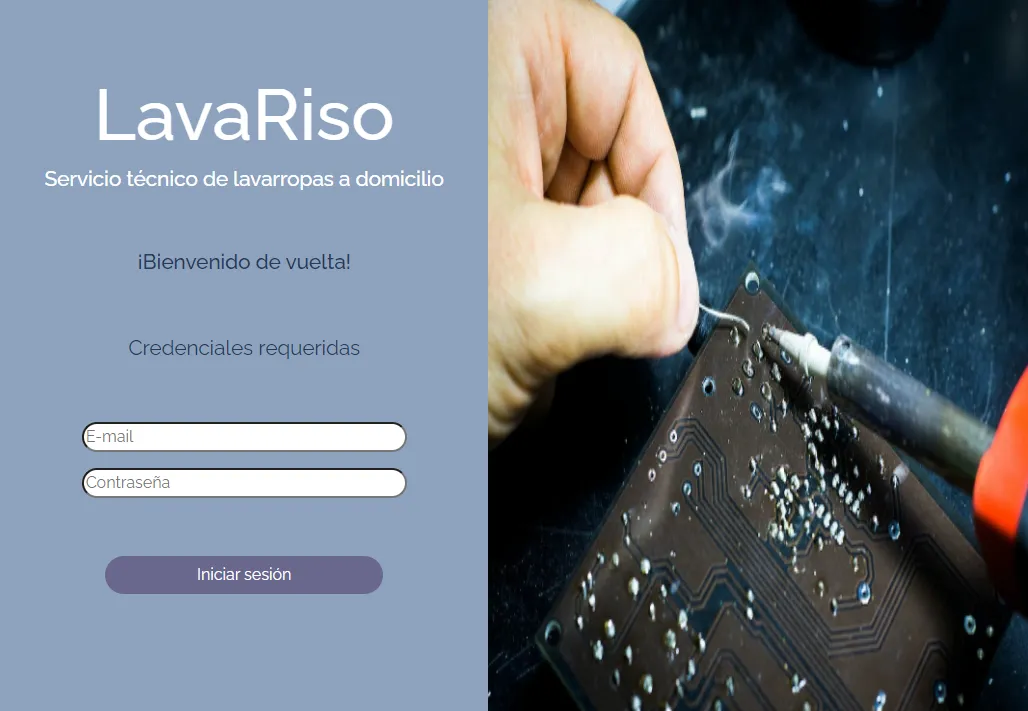 LavaRiso
Servicio técnico de lavarropas a domicilio
¡Bienvenido de vuelta!
Credenciales requeridas
E-mail
Contraseña
Iniciar sesión